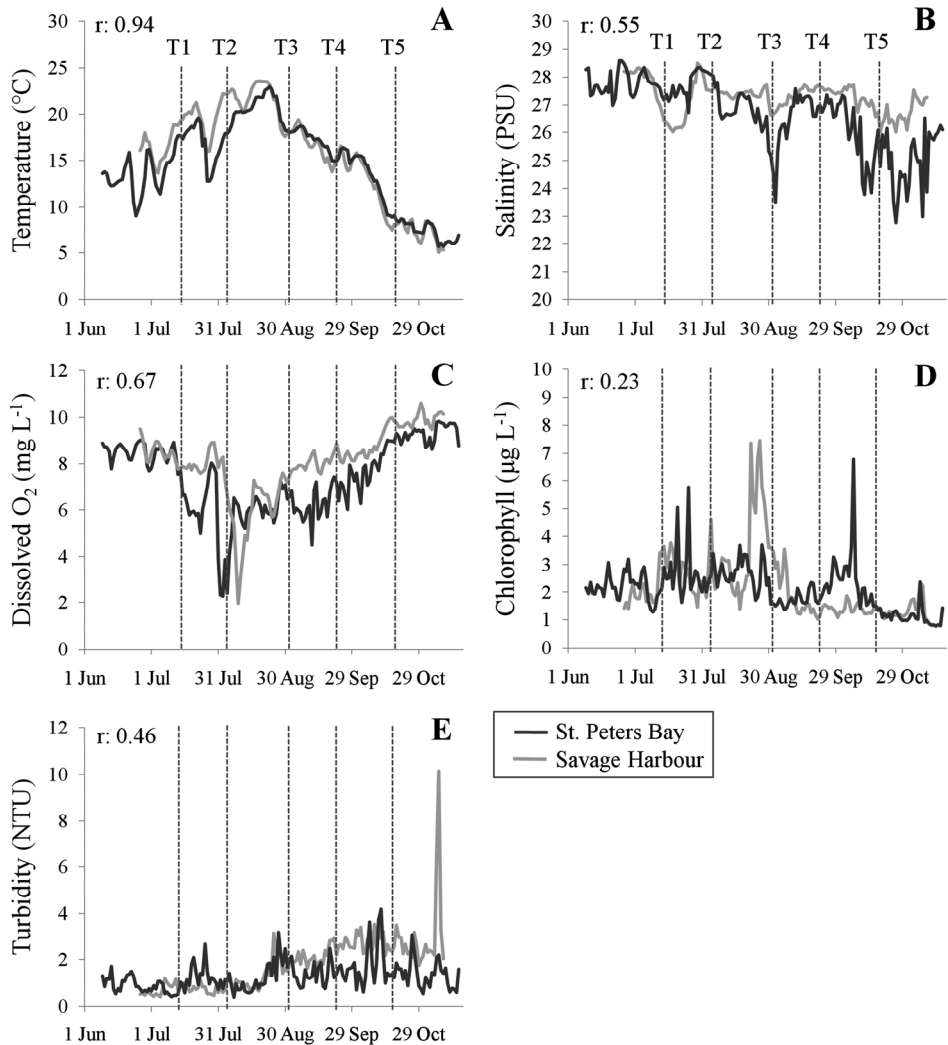 r: 0.94
A
T1 T2 T3 T4 T5
Temperature (°C)
30
25
20
15
10
5
0
1 Jun 1 Jul 31 Jul 30 Aug 29 Sep 29 Oct
r: 0.55
B
T1 T2 T3 T4 T5
Salinity (PSU)
30
29
28
27
26
25
24
23
22
21
20
1 Jun 1 Jul 31 Jul 30 Aug 29 Sep 29 Oct
r: 0.67
C
Dissolved O2 (mg L-1)
12
10
8
6
4
2
0
1 Jun 1 Jul 31 Jul 30 Aug 29 Sep 29 Oct
r: 0.23
D
Chlorophyll (µg L-1)
10
9
8
7
6
5
4
3
2
1
0
1 Jun 1 Jul 31 Jul 30 Aug 29 Sep 29 Oct
r: 0.46
E
Turbidity (NTU)
12
10
8
6
4
2
0
1 Jun 1 Jul 31 Jul 30 Aug 29 Sep 29 Oct
St. Peters Bay
Savage Harbour